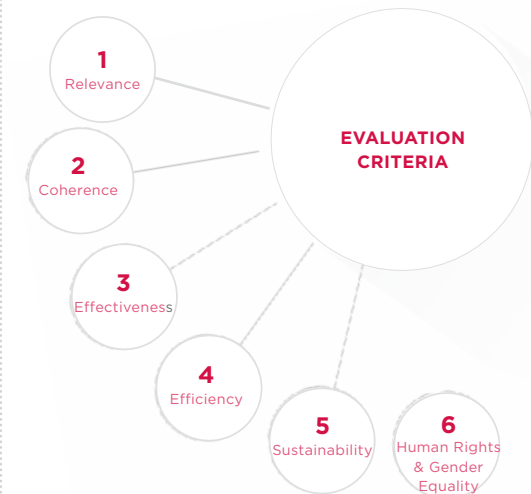 1
Relevance
EVALUATION
CRITERIA
2
Coherence
3
Effectiveness
4
Efficiency
5
Sustainability
6
Human Rights
& Gender
Equality